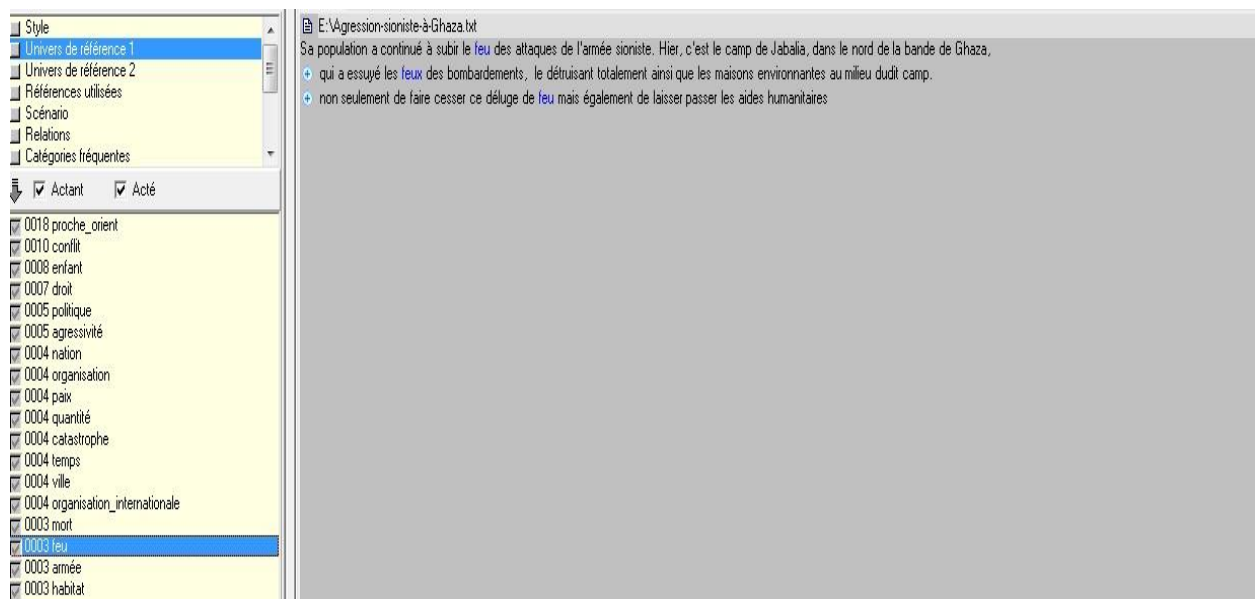 Style
Univers de référence 1
Univers de référence 2
Références utilisées
Scénario
Relations
Catégories fréquentes
Actant Acté
0018 proche_orient
0010 conflit
0008 enfant
0007 droit
0005 politique
0005 agressivité
0004 nation
0004 organisation
0004 paix
0004 quantité
0004 catastrophe
0004 temps
0004 ville
0004 organisation_internationale
0003 mort
0003 feu
0003 armée
0003 habitat
E:\Agression-sioniste-à-Ghaza.txt
Sa population a continué à subir le feu des attaques de l'armée sioniste. Hier, c'est le camp de Jabalia, dans le nord de la bande de Ghaza,
qui a essuyé les feux des bombardements, le détruisant totalement ainsi que les maisons environnantes au milieu dudit camp.
non seulement de faire cesser ce déluge de feu mais également de laisser passer les aides humanitaires